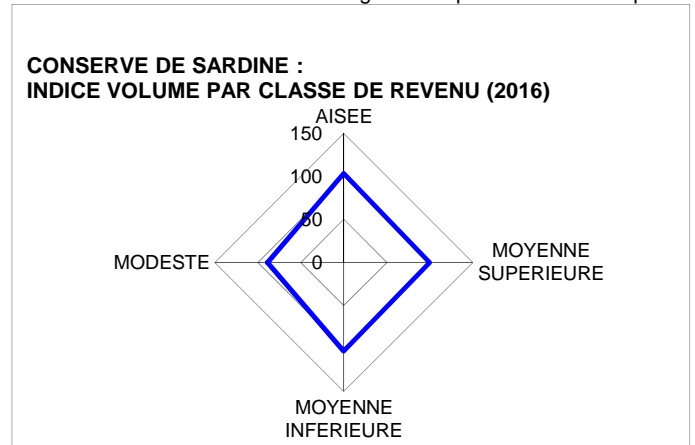 CONSERVE DE SARDINE :
INDICE VOLUME PAR CLASSE DE REVENU (2016)
AISEE
150
100
50
0
MODESTE
MOYENNE
SUPERIEURE
MOYENNE
INFERIEURE